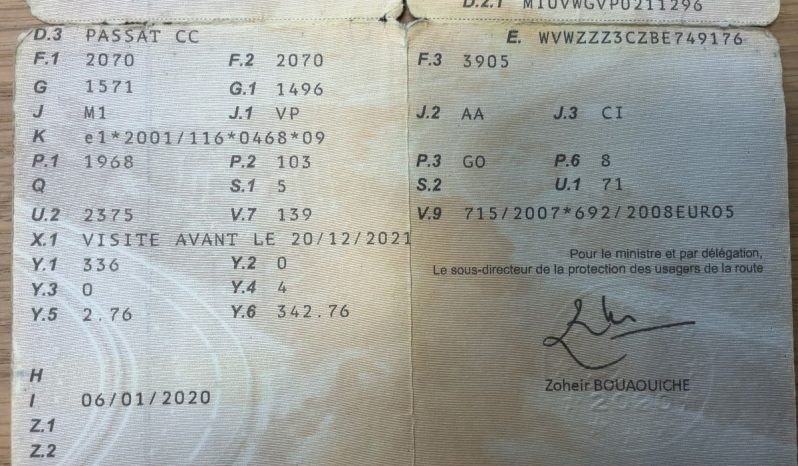 D.2.1 M10VWGVP0211296
D.3 PASSAT CC E. WVWZZZ3CZBE749176
F.1 2070 F.2 2070 F.3 3905
G 1571 G.1 1496
J M1 J.1 VP J.2 AA J.3 CI
K e1*2001/116*0468*09
P.1 1968 P.2 103 P.3 GO P.6 8
Q S.1 5 S.2 U.1 71
U.2 2375 V.7 139 V.9 715/2007*692/2008EURO5
X.1 VISITE AVANT LE 20/12/2021
Pour le ministre et par délégation,
Le sous-directeur de la protection des usagers de la route
Y.1 336 Y.2 0
Y.3 0 Y.4 4
Y.5 2.76 Y.6 342.76
Zoheir BOUAOUICHE
2020
H
I 06/01/2020
Z.1
Z.2